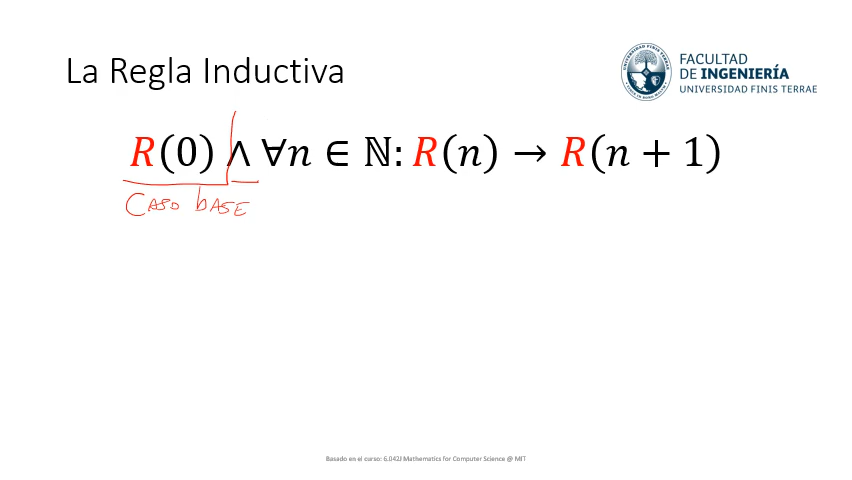 La Regla Inductiva
FACULTAD
DE INGENIERÍA
UNIVERSIDAD FINIS TERRAE
R(0) ∧ ∀n ∈ ℕ: R(n) → R(n + 1)
CASO bASE
Basado en el curso: 6.042J Mathematics for Computer Science @ MIT